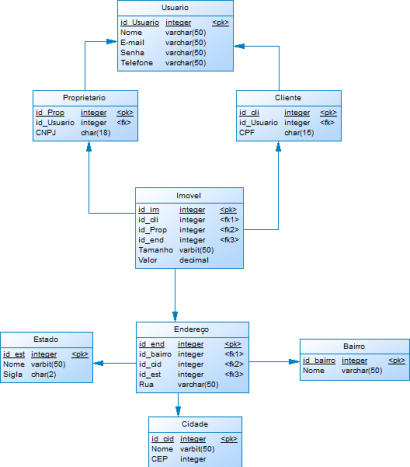 Usuario
id_Usuario integer <pk>
Nome varchar(50)
E-mail varchar(50)
Senha varchar(50)
Telefone varchar(50)
Proprietario
id_Prop integer <pk>
id_Usuario integer <fk>
CNPJ char(18)
Cliente
id_cli integer <pk>
id_Usuario integer <fk>
CPF char(15)
Imovel
id_im integer <pk>
id_cli integer <fk1>
id_Prop integer <fk2>
id_end integer <fk3>
Tamanho varbit(50)
Valor decimal
Endereço
id_end integer <pk>
id_bairro integer <fk1>
id_cid integer <fk2>
id_est integer <fk3>
Rua varchar(50)
Estado
id_est integer <pk>
Nome varbit(50)
Sigla char(2)
Bairro
id_bairro integer <pk>
Nome varchar(50)
Cidade
id_cid integer <pk>
Nome varbit(50)
CEP integer